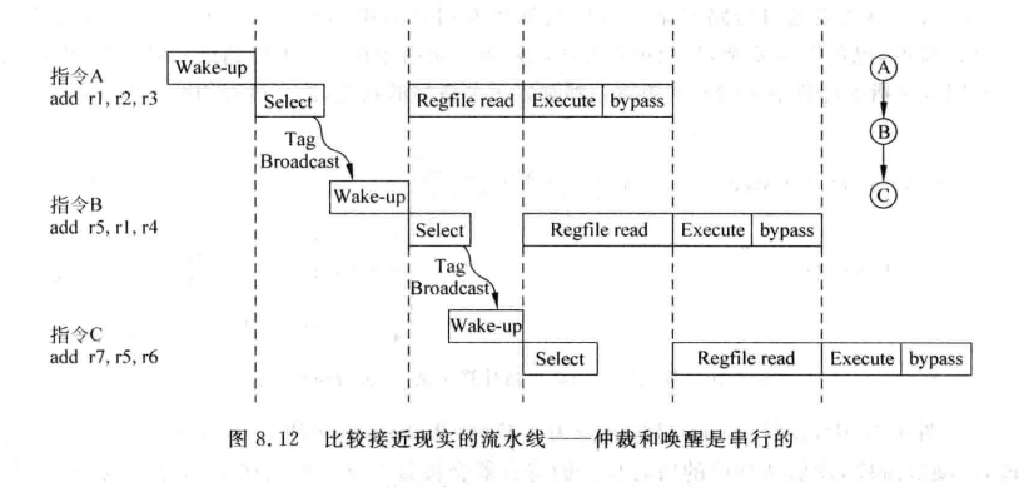 指令A
add r1, r2, r3
Wake-up
Select
Regfile read
Execute
bypass
Tag
Broadcast
指令B
add r5, r1, r4
Wake-up
Select
Regfile read
Execute
bypass
Tag
Broadcast
指令C
add r7, r5, r6
Wake-up
Select
Regfile read
Execute
bypass
A
B
C
图 8.12 比较接近现实的流水线——仲裁和唤醒是串行的